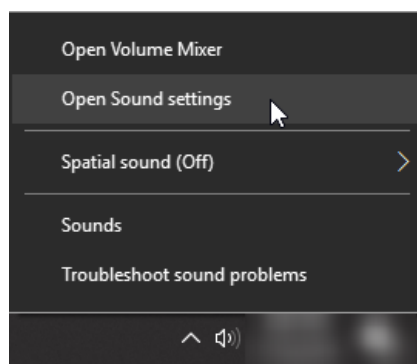 Open Volume Mixer
Open Sound settings
Spatial sound (Off)
Sounds
Troubleshoot sound problems